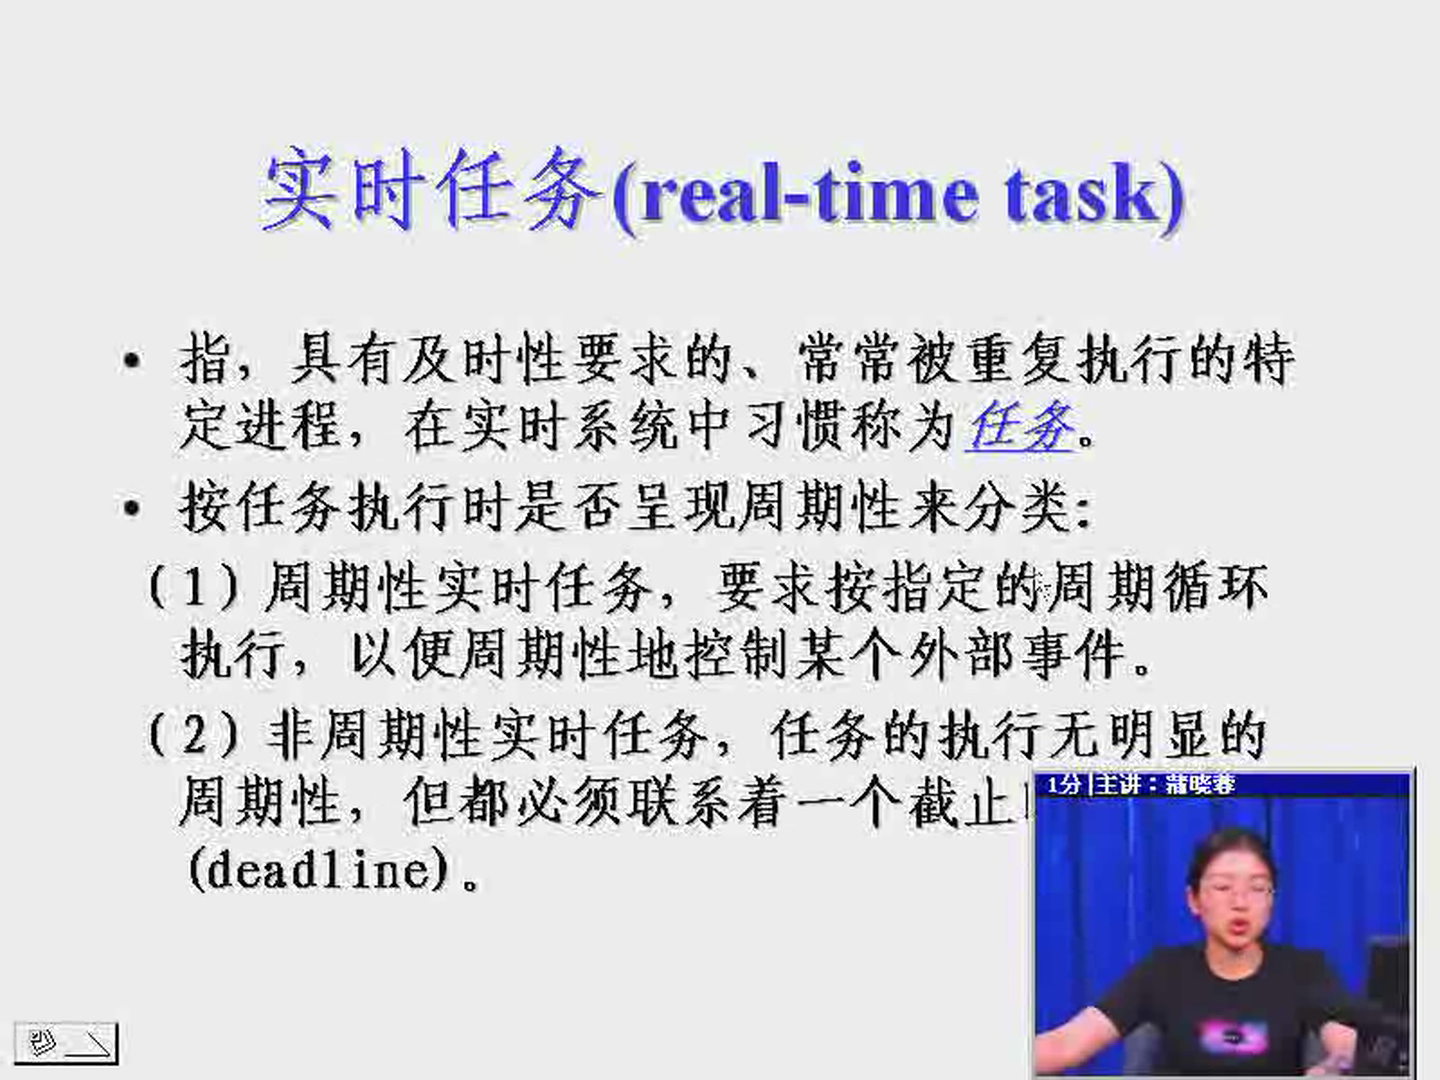 实时任务(real-time task)
• 指，具有及时性要求的、常常被重复执行的特
定进程，在实时系统中习惯称为任务。
• 按任务执行时是否呈现周期性来分类:
(1) 周期性实时任务，要求按指定的周期循环
执行，以便周期性地控制某个外部事件。
(2) 非周期性实时任务，任务的执行无明显的
周期性，但都必须联系着一个截止
(deadline)。
1分|主讲：蒲晓蓉